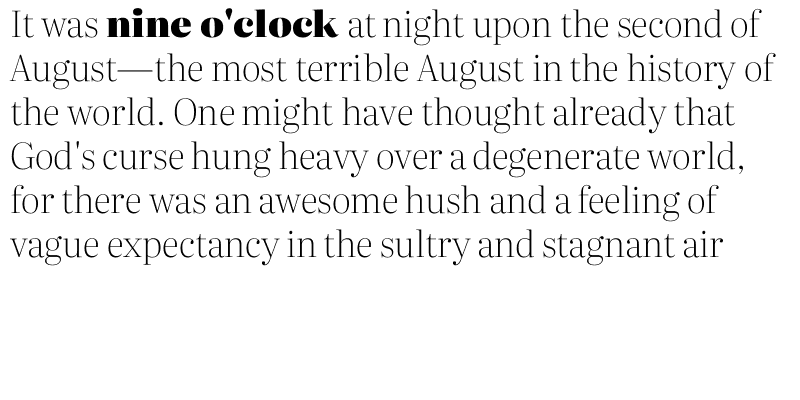 It was nine o'clock at night upon the second of
August—the most terrible August in the history of
the world. One might have thought already that
God's curse hung heavy over a degenerate world,
for there was an awesome hush and a feeling of
vague expectancy in the sultry and stagnant air